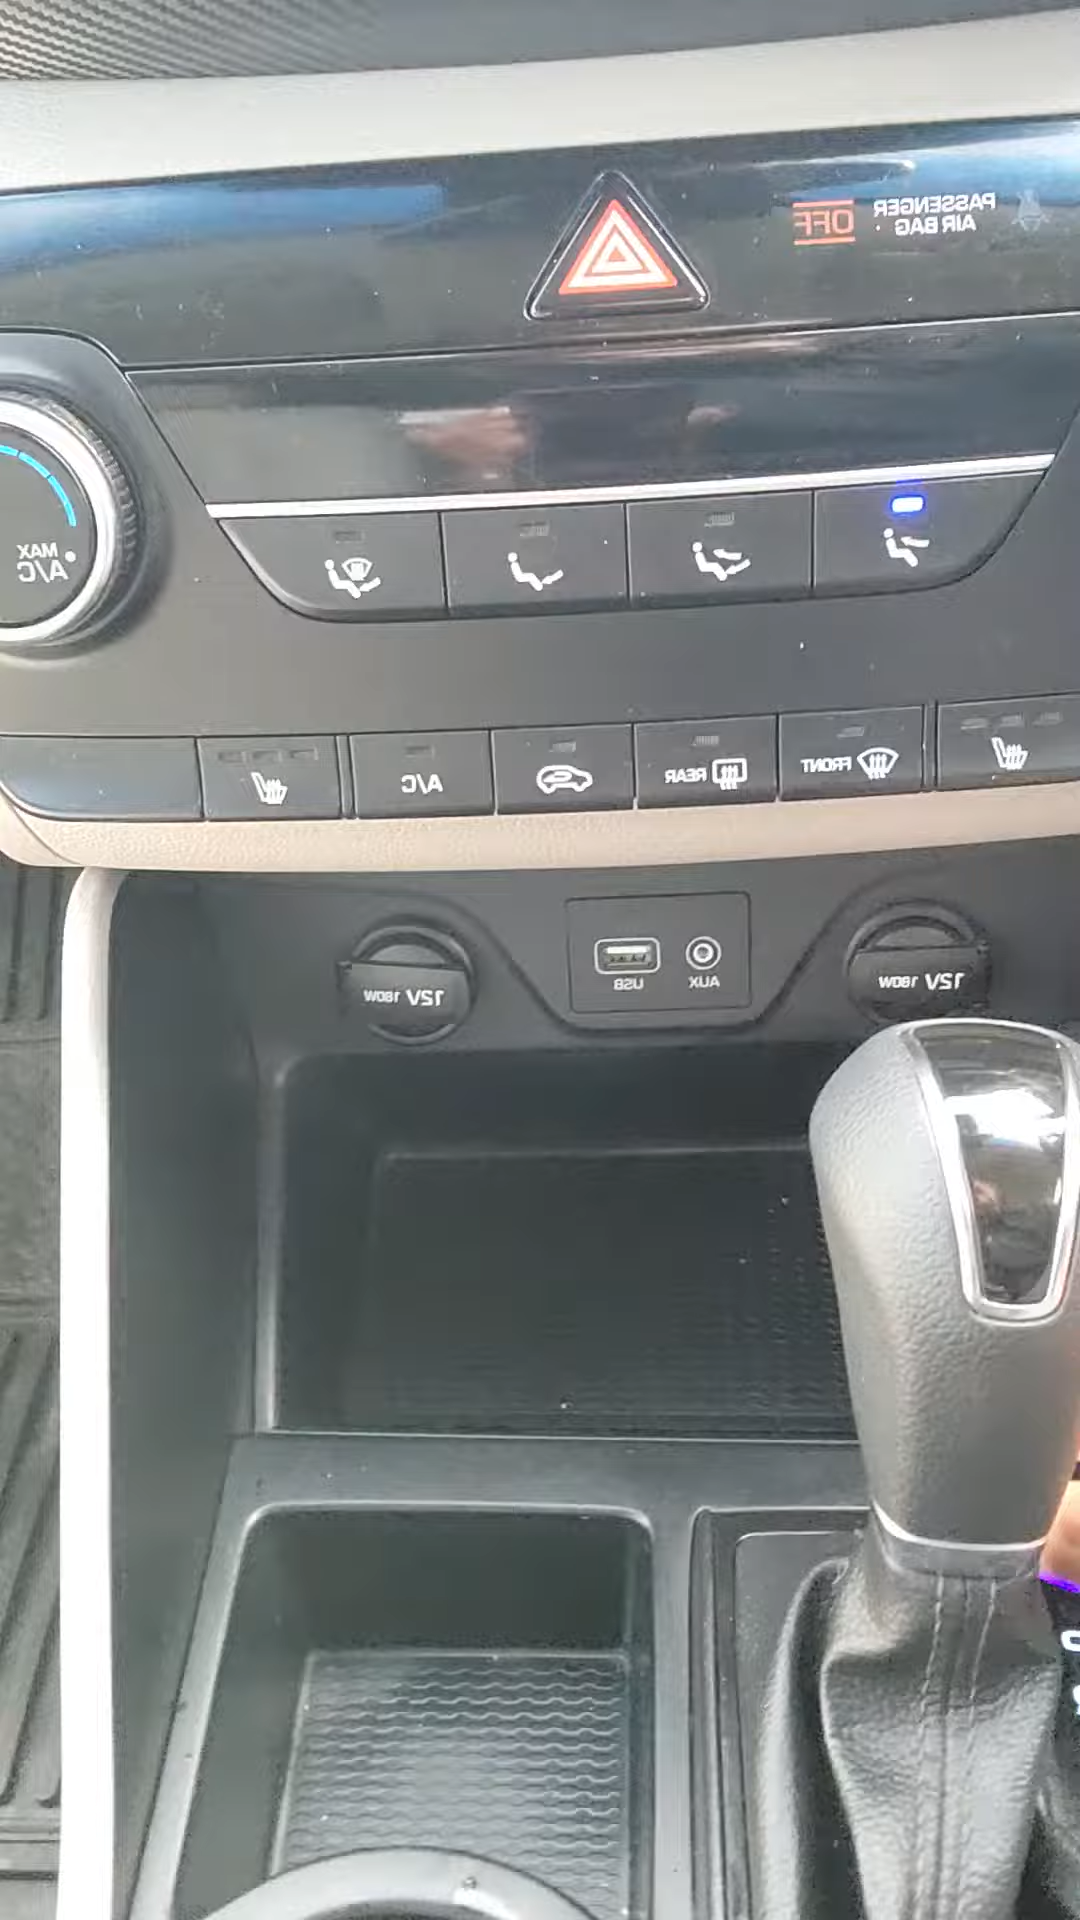 PASSENGER
AIR BAG
OFF
MAX
A/C
A/C
REAR
FRONT
12V 180W
USB
AUX
12V 180W